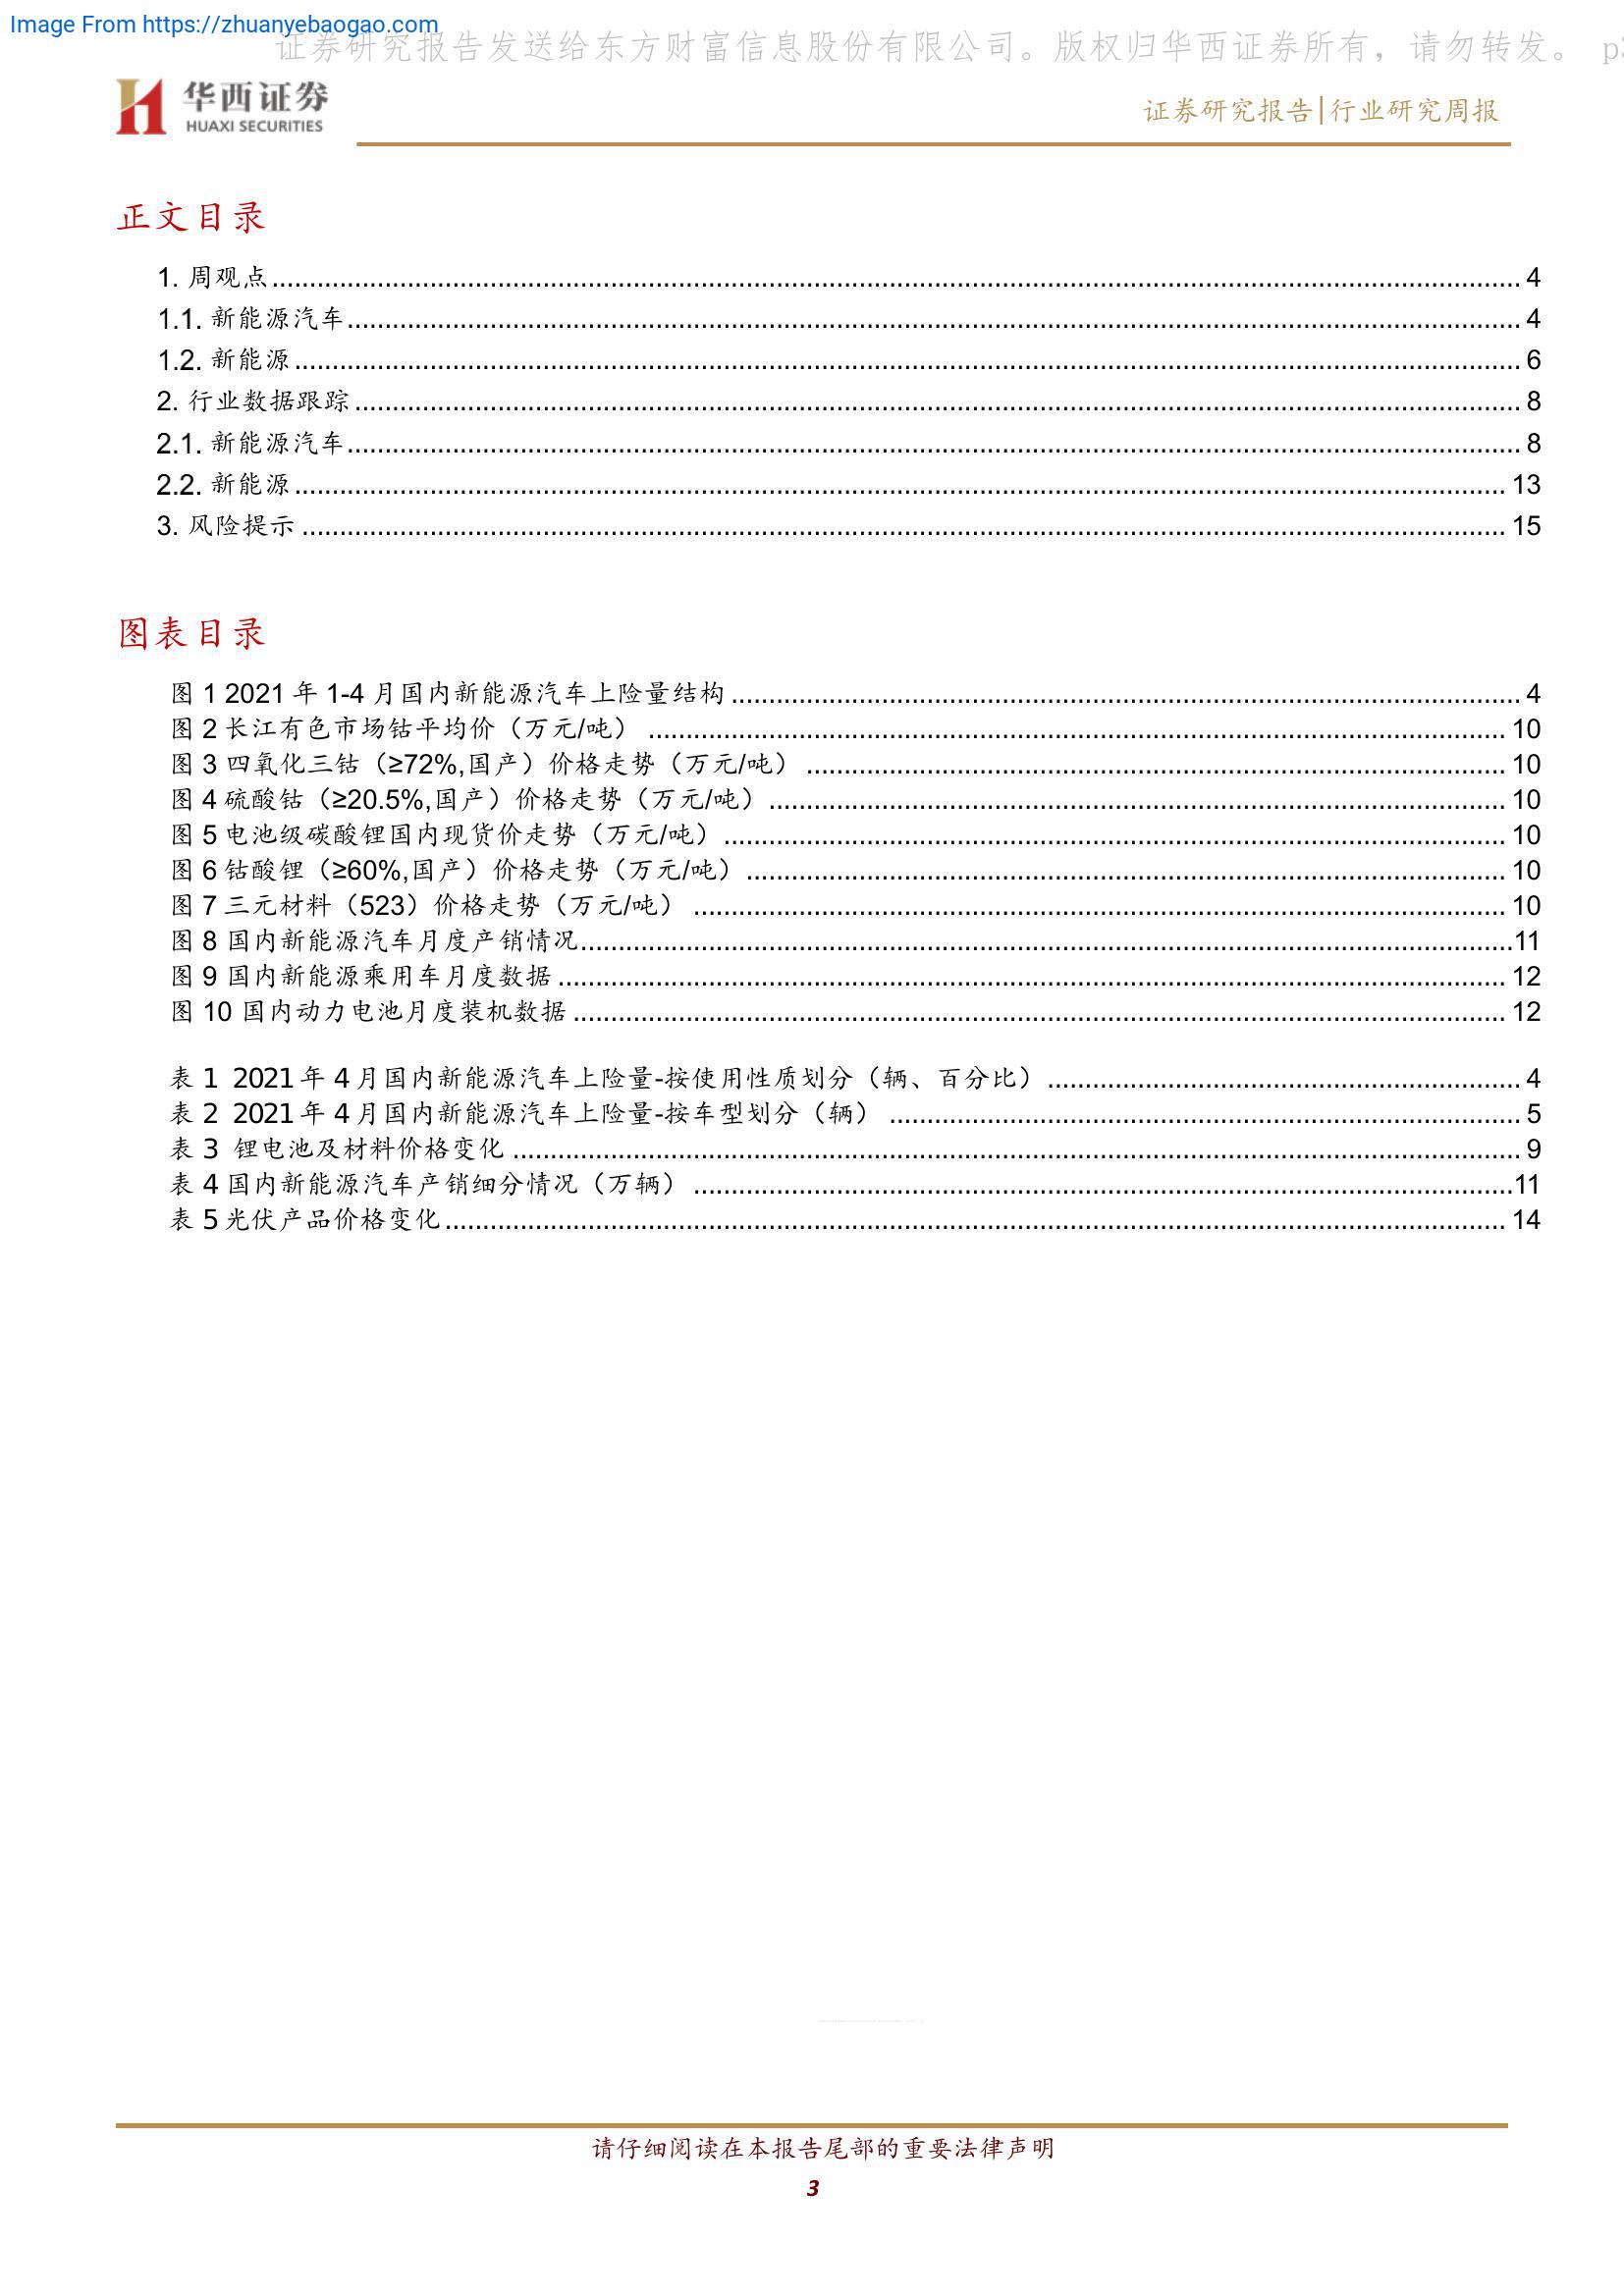 Image From https://zhuanyebaogao.com
证券研究报告发送给东方财富信息股份有限公司。版权归华西证券所有，请勿转发。 p3
华西证券
HUAXI SECURITIES
证券研究报告|行业研究周报
正文目录
1. 周观点 4
1.1. 新能源汽车 4
1.2. 新能源 6
2. 行业数据跟踪 8
2.1. 新能源汽车 8
2.2. 新能源 13
3. 风险提示 15
图表目录
图 1 2021 年 1-4 月国内新能源汽车上险量结构 4
图 2 长江有色市场钴平均价（万元/吨） 10
图 3 四氧化三钴（≥72%,国产）价格走势（万元/吨） 10
图 4 硫酸钴（≥20.5%,国产）价格走势（万元/吨） 10
图 5 电池级碳酸锂国内现货价走势（万元/吨） 10
图 6 钴酸锂（≥60%,国产）价格走势（万元/吨） 10
图 7 三元材料（523）价格走势（万元/吨） 10
图 8 国内新能源汽车月度产销情况 11
图 9 国内新能源乘用车月度数据 12
图 10 国内动力电池月度装机数据 12
表 1 2021 年 4 月国内新能源汽车上险量-按使用性质划分（辆、百分比） 4
表 2 2021 年 4 月国内新能源汽车上险量-按车型划分（辆） 5
表 3 锂电池及材料价格变化 9
表 4 国内新能源汽车产销细分情况（万辆） 11
表 5 光伏产品价格变化 14
请仔细阅读在本报告尾部的重要法律声明
3